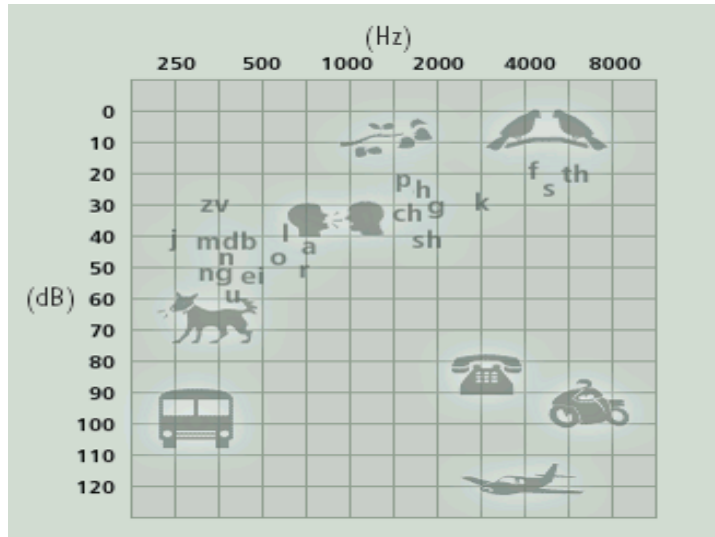 (Hz)
250 500 1000 2000 4000 8000
0
10
20
30
40
50
(dB) 60
70
80
90
100
110
120
f s th
p h
zv ch g k
j mdb l a sh
n o
ng ei r
u